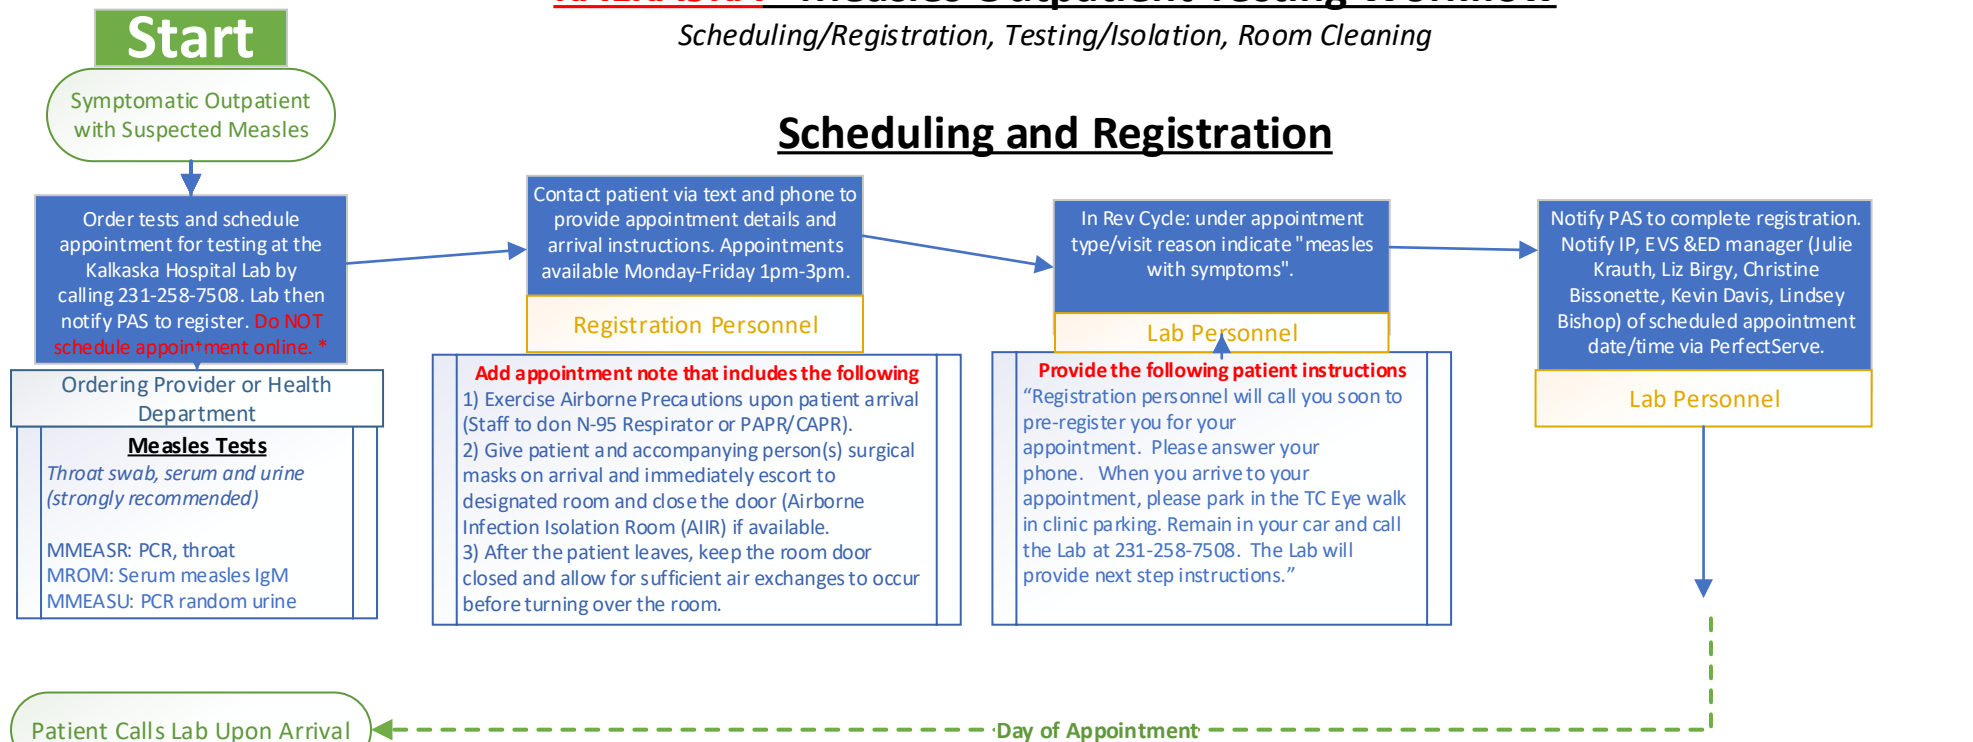 Measles Outpatient Testing Workflow
Scheduling/Registration, Testing/Isolation, Room Cleaning
Start
Symptomatic Outpatient
with Suspected Measles
Scheduling and Registration
Order tests and schedule
appointment for testing at the
Kalkaska Hospital Lab by
calling 231-258-7508. Lab then
notify PAS to register. Do NOT
schedule appointment online. *
Ordering Provider or Health
Department
Measles Tests
Throat swab, serum and urine
(strongly recommended)
MMEASR: PCR, throat
MROM: Serum measles IgM
MMEASU: PCR random urine
Contact patient via text and phone to
provide appointment details and
arrival instructions. Appointments
available Monday-Friday 1pm-3pm.
Registration Personnel
Add appointment note that includes the following
1) Exercise Airborne Precautions upon patient arrival
(Staff to don N-95 Respirator or PAPR/CAPR).
2) Give patient and accompanying person(s) surgical
masks on arrival and immediately escort to
designated room and close the door (Airborne
Infection Isolation Room (AIIR) if available.
3) After the patient leaves, keep the room door
closed and allow for sufficient air exchanges to occur
before turning over the room.
In Rev Cycle: under appointment
type/visit reason indicate "measles
with symptoms".
Lab Personnel
Provide the following patient instructions
“Registration personnel will call you soon to
pre-register you for your
appointment. Please answer your
phone. When you arrive to your
appointment, please park in the TC Eye walk
in clinic parking. Remain in your car and call
the Lab at 231-258-7508. The Lab will
provide next step instructions.”
Notify PAS to complete registration.
Notify IP, EVS &ED manager (Julie
Krauth, Liz Birgy, Christine
Bissonette, Kevin Davis, Lindsey
Bishop) of scheduled appointment
date/time via PerfectServe.
Lab Personnel
Day of Appointment
Patient Calls Lab Upon Arrival